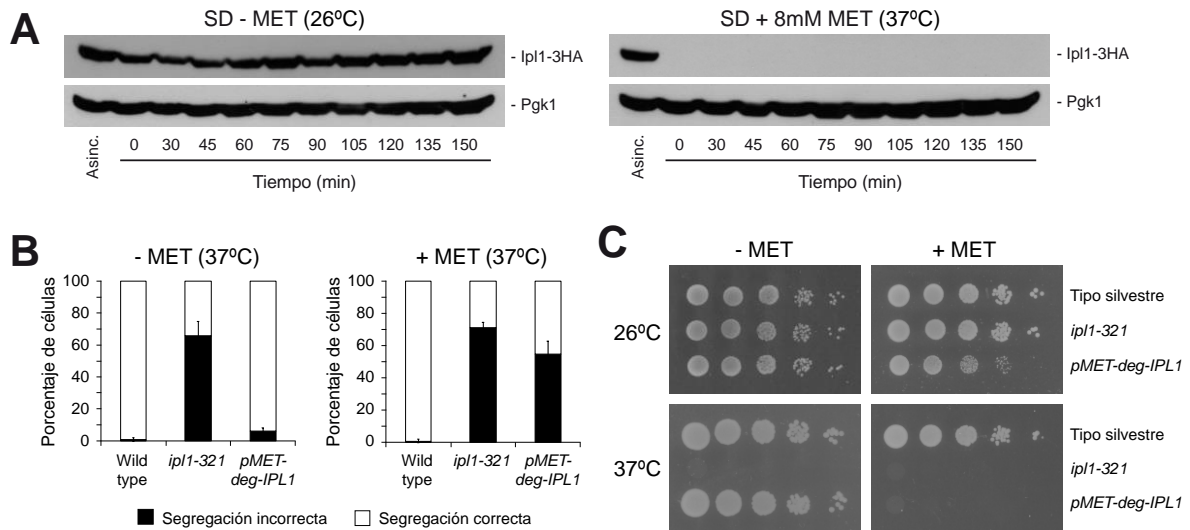 A
SD - MET (26ºC)
- Ipl1-3HA
- Pgk1
Asinc.
0 30 45 60 75 90 105 120 135 150
Tiempo (min)
SD + 8mM MET (37ºC)
- Ipl1-3HA
- Pgk1
Asinc.
0 30 45 60 75 90 105 120 135 150
Tiempo (min)
B
- MET (37ºC)
Porcentaje de células
100
80
60
40
20
0
Wild type
ipl1-321
pMET-deg-IPL1
+ MET (37ºC)
Porcentaje de células
100
80
60
40
20
0
Wild type
ipl1-321
pMET-deg-IPL1
Segregación incorrecta
Segregación correcta
C
- MET
+ MET
26ºC
Tipo silvestre
ipl1-321
pMET-deg-IPL1
37ºC
Tipo silvestre
ipl1-321
pMET-deg-IPL1